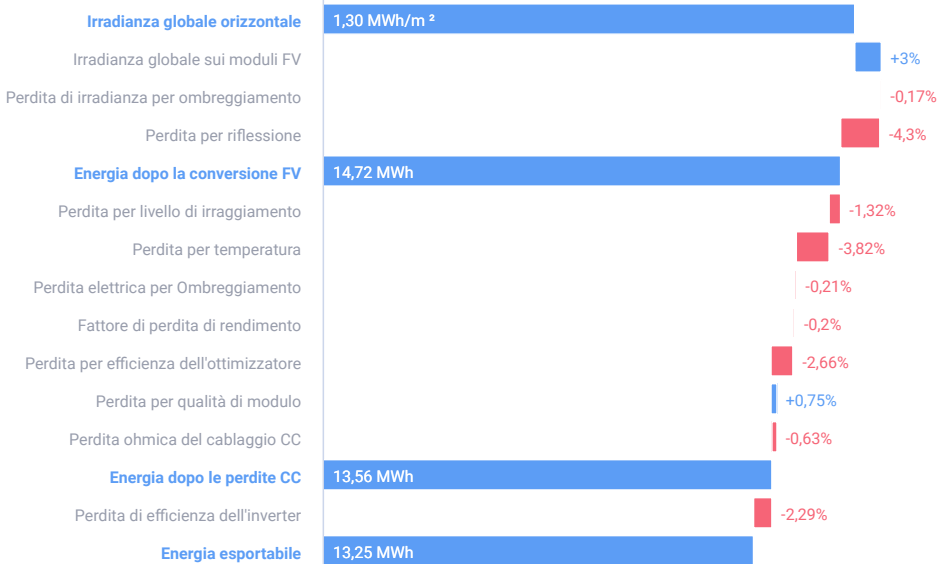 Irradianza globale orizzontale 1,30 MWh/m ²
Irradianza globale sui moduli FV +3%
Perdita di irradianza per ombreggiamento -0,17%
Perdita per riflessione -4,3%
Energia dopo la conversione FV 14,72 MWh
Perdita per livello di irraggiamento -1,32%
Perdita per temperatura -3,82%
Perdita elettrica per Ombreggiamento -0,21%
Fattore di perdita di rendimento -0,2%
Perdita per efficienza dell'ottimizzatore -2,66%
Perdita per qualità di modulo +0,75%
Perdita ohmica del cablaggio CC -0,63%
Energia dopo le perdite CC 13,56 MWh
Perdita di efficienza dell'inverter -2,29%
Energia esportabile 13,25 MWh